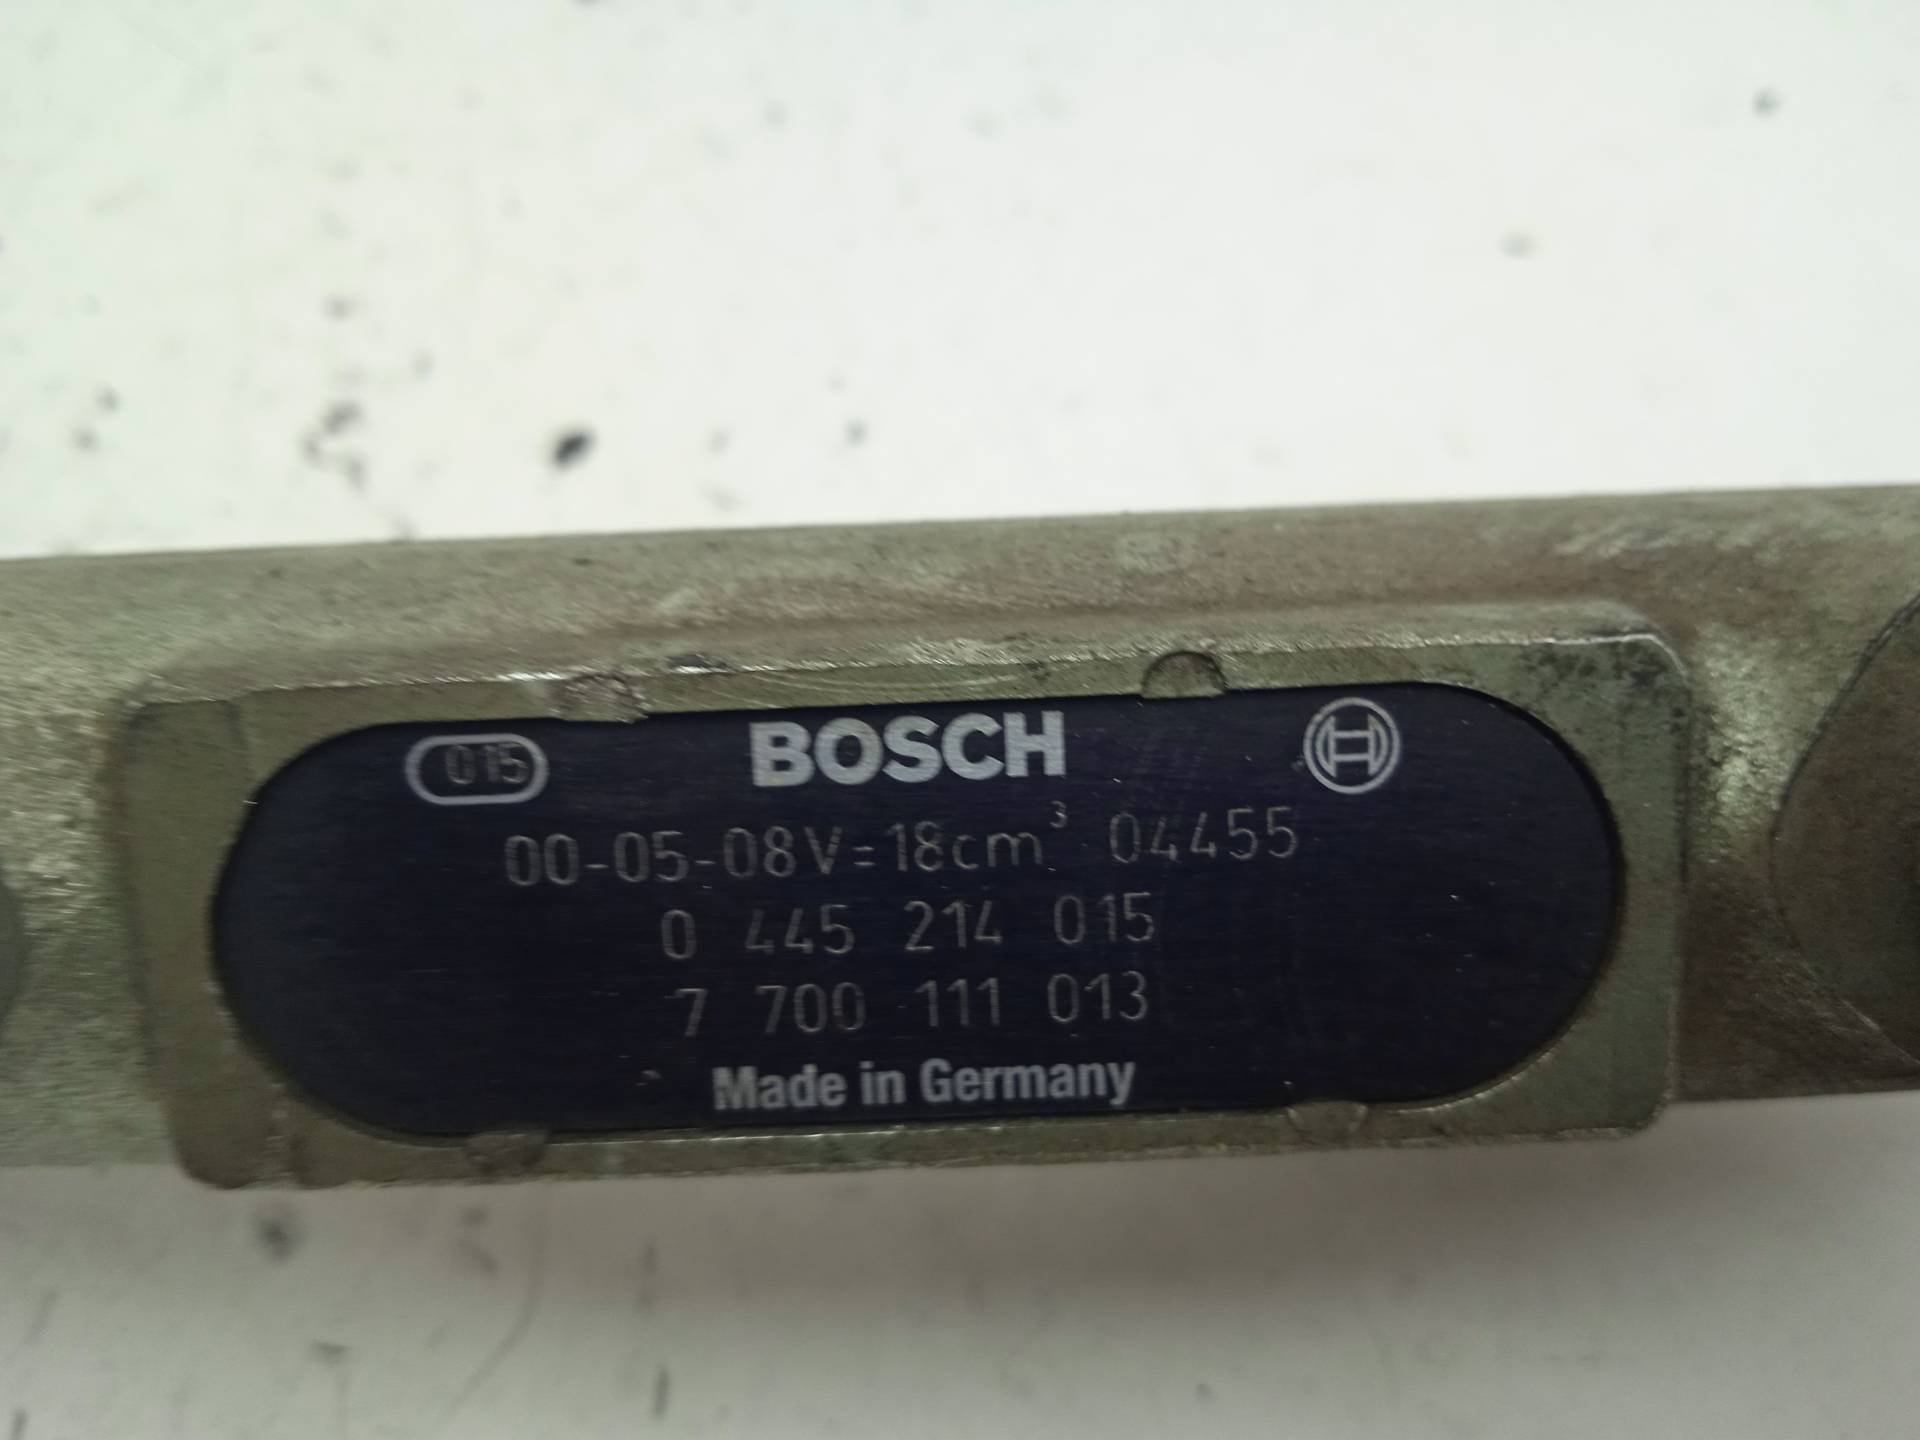 015 BOSCH
00-05-08V=18cm³ 04455
0 445 214 015
7 700 111 013
Made in Germany